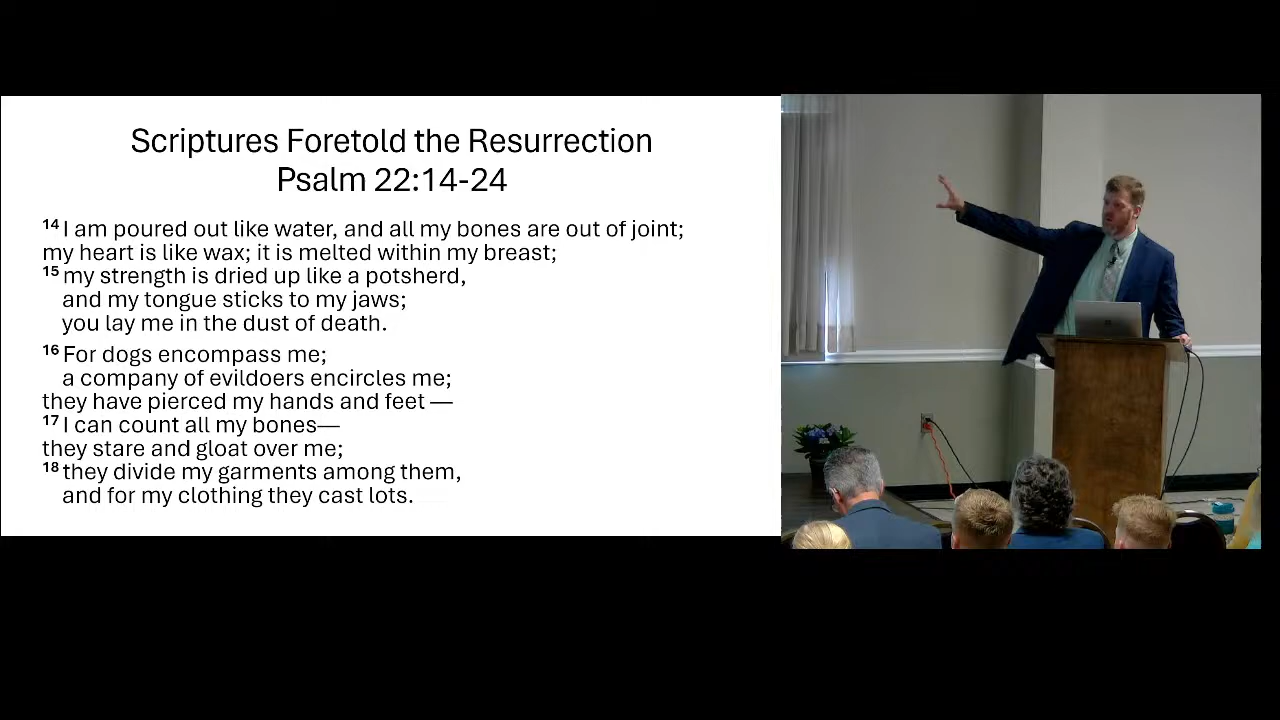 Scriptures Foretold the Resurrection
Psalm 22:14-24
14 I am poured out like water, and all my bones are out of joint;
my heart is like wax; it is melted within my breast;
15 my strength is dried up like a potsherd,
and my tongue sticks to my jaws;
you lay me in the dust of death.
16 For dogs encompass me;
a company of evildoers encircles me;
they have pierced my hands and feet —
17 I can count all my bones—
they stare and gloat over me;
18 they divide my garments among them,
and for my clothing they cast lots.